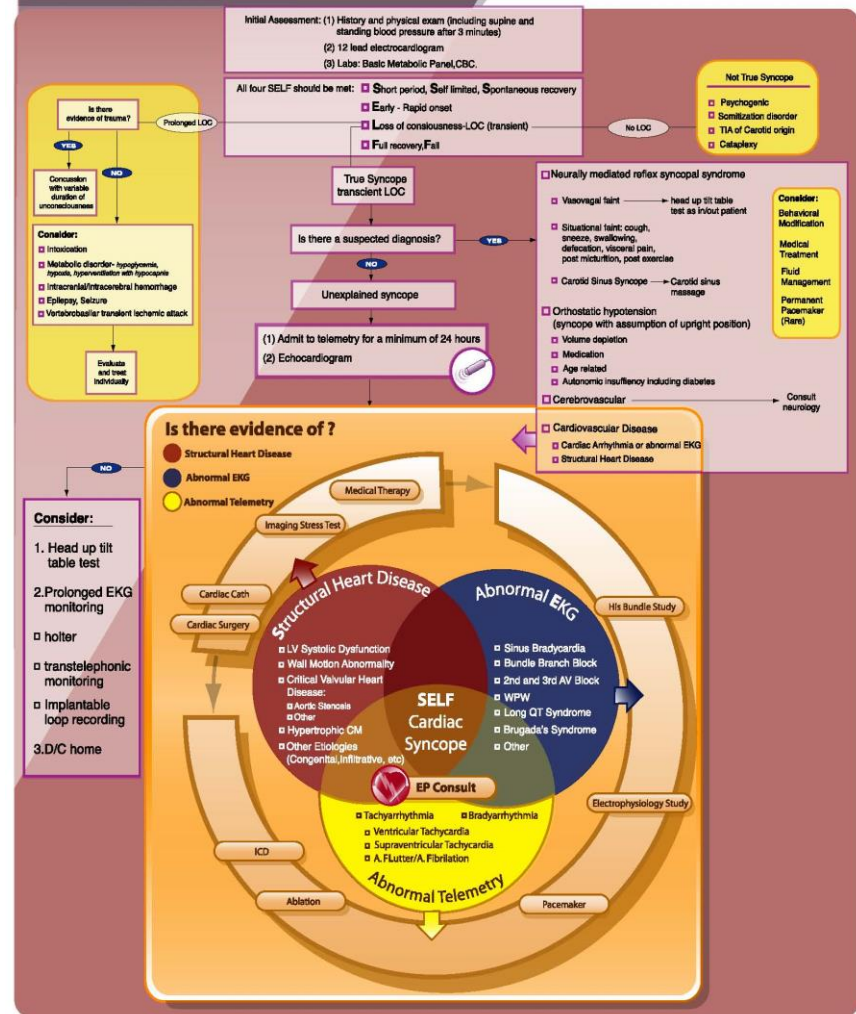 Initial Assessment: (1) History and physical exam (including supine and
standing blood pressure after 3 minutes)
(2) 12 lead electrocardiogram
(3) Labs: Basic Metabolic Panel,CBC.
All four SELF should be met:
Short period, Self limited, Spontaneous recovery
Early - Rapid onset
Loss of consiousness-LOC (transient)
Full recovery,Fall
Prolonged LOC
No LOC
Not True Syncope
Psychogenic
Somitization disorder
TIA of Carotid origin
Cataplexy
Is there
evidence of trauma?
YES
NO
Concussion
with variable
duration of
unconsciousness
Consider:
Intoxication
Metabolic disorder- hypoglycemis,
hypoxis, hyperventilation with hypocapnis
Intracranial/intracerebral hemorrhage
Epilepsy, Seizure
Vertebrobasilar transient ischemic attack
Evaluate
and treat
individually
True Syncope
transient LOC
Is there a suspected diagnosis?
YES
NO
Unexplained syncope
(1) Admit to telemetry for a minimum of 24 hours
(2) Echocardiogram
Neurally mediated reflex syncopal syndrome
Vasovagal faint
head up tilt table
test as in/out patient
Situational faint: cough,
sneeze, swallowing,
defecation, visceral pain,
post micturition, post exercise
Carotid Sinus Syncope
Carotid sinus
massage
Orthostatic hypotension
(syncope with assumption of upright position)
Volume depletion
Medication
Age related
Autonomic insuffiency including diabetes
Cerebrovascular
Consult
neurology
Cardiovascular Disease
Cardiac Arrhythmia or abnormal EKG
Structural Heart Disease
Consider:
Behavioral
Modification
Medical
Treatment
Fluid
Management
Permanent
Pacemaker
(Rare)
Is there evidence of ?
Structural Heart Disease
Abnormal EKG
Abnormal Telemetry
NO
Consider:
1. Head up tilt
table test
2.Prolonged EKG
monitoring
holter
transtelephonic
monitoring
Implantable
loop recording
3.D/C home
Medical Therapy
Imaging Stress Test
Cardiac Cath
Cardiac Surgery
His Bundle Study
Electrophysiology Study
Pacemaker
Ablation
ICD
Structural Heart Disease
LV Systolic Dysfunction
Wall Motion Abnormality
Critical Valvular Heart
Disease:
Aortic Stenosis
Other
Hypertrophic CM
Other Etiologies
(Congenital,Infiltrative, etc)
Abnormal EKG
Sinus Bradycardia
Bundle Branch Block
2nd and 3rd AV Block
WPW
Long QT Syndrome
Brugada's Syndrome
Other
SELF
Cardiac
Syncope
EP Consult
Tachyarrhythmia
Bradyarrhythmia
Ventricular Tachycardia
Supraventricular Tachycardia
A. FLutter/A. Fibrilation
Abnormal Telemetry